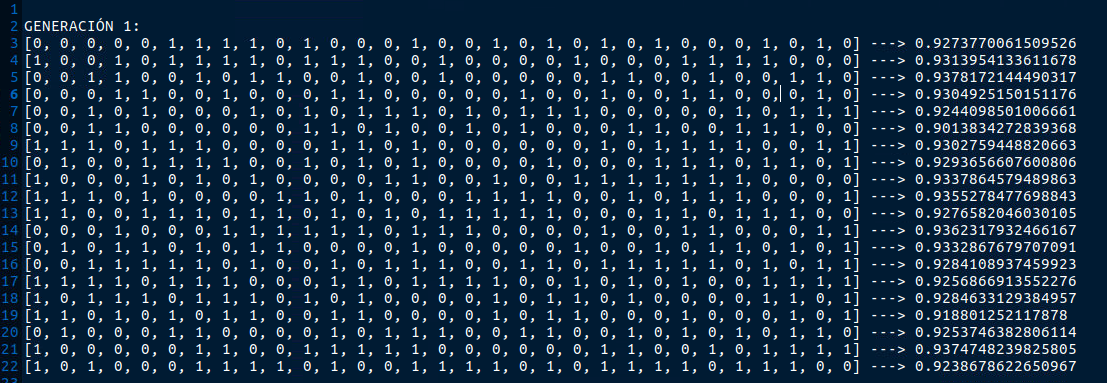 1
2 GENERACIÓN 1:
3 [0, 0, 0, 0, 0, 1, 1, 1, 1, 0, 1, 0, 0, 0, 1, 0, 0, 1, 0, 1, 0, 1, 0, 1, 0, 0, 0, 1, 0, 1, 0] ---> 0.9273770061509526
4 [1, 0, 0, 1, 0, 1, 1, 1, 1, 1, 1, 1, 0, 0, 0, 1, 0, 0, 0, 0, 0, 1, 0, 0, 1, 1, 1, 1, 0, 0, 0] ---> 0.9313954133611678
5 [0, 0, 1, 1, 0, 0, 1, 0, 1, 1, 0, 1, 0, 1, 0, 1, 0, 0, 0, 0, 0, 0, 1, 1, 0, 0, 1, 0, 1, 1, 0] ---> 0.9378172144490317
6 [0, 0, 0, 1, 1, 0, 0, 1, 0, 0, 0, 1, 1, 0, 0, 0, 0, 0, 1, 0, 0, 1, 0, 0, 1, 1, 0, 0, 0, 1, 0] ---> 0.9304925150151176
7 [0, 0, 1, 0, 1, 0, 0, 0, 1, 0, 1, 1, 0, 1, 1, 1, 0, 1, 1, 1, 0, 0, 0, 0, 0, 1, 0, 1, 1, 1] ---> 0.9244098501006661
8 [0, 0, 1, 1, 0, 0, 0, 0, 0, 1, 1, 0, 1, 0, 0, 1, 0, 1, 0, 1, 0, 0, 1, 1, 0, 0, 1, 1, 1, 0, 0] ---> 0.9013834272839368
9 [1, 1, 1, 0, 1, 1, 0, 1, 1, 1, 0, 0, 0, 0, 1, 0, 0, 0, 0, 0, 0, 1, 0, 1, 1, 1, 1, 0, 0, 1, 1] ---> 0.9302759448820663
10 [0, 1, 0, 0, 1, 1, 1, 1, 0, 0, 1, 0, 1, 1, 1, 0, 0, 1, 0, 0, 0, 0, 0, 1, 1, 1, 0, 1, 1, 0, 1] ---> 0.9293656607600806
11 [1, 0, 0, 0, 1, 0, 1, 0, 1, 0, 0, 0, 0, 1, 1, 0, 0, 1, 0, 0, 1, 1, 1, 1, 1, 1, 1, 0, 0, 0, 0] ---> 0.9337864579489863
12 [1, 1, 1, 0, 1, 0, 0, 1, 0, 0, 1, 1, 0, 0, 0, 0, 1, 1, 1, 1, 0, 1, 0, 0, 1, 1, 0, 0, 0, 0, 1] ---> 0.9355278477698843
13 [1, 1, 0, 0, 1, 1, 1, 0, 1, 1, 0, 1, 0, 1, 0, 1, 1, 1, 1, 1, 0, 0, 0, 1, 1, 0, 1, 1, 1, 0, 0] ---> 0.9276582046030105
14 [0, 0, 0, 1, 0, 0, 0, 1, 1, 1, 1, 1, 1, 0, 1, 1, 1, 0, 0, 0, 0, 0, 0, 1, 1, 0, 0, 0, 0, 1, 1] ---> 0.9362317932466167
15 [0, 1, 0, 1, 1, 1, 0, 1, 1, 0, 0, 0, 0, 1, 0, 0, 1, 0, 0, 1, 0, 0, 0, 1, 0, 1, 1, 1, 1, 0, 1] ---> 0.9332867679707091
16 [0, 0, 1, 1, 1, 1, 1, 0, 1, 0, 0, 1, 0, 1, 1, 1, 0, 0, 0, 1, 1, 0, 1, 1, 1, 1, 1, 0, 1, 0, 1, 1] ---> 0.9284108937459923
17 [1, 1, 1, 1, 0, 1, 1, 1, 0, 0, 0, 0, 1, 1, 0, 1, 1, 1, 1, 0, 0, 1, 0, 1, 0, 0, 0, 1, 1, 1, 1] ---> 0.9256866913552276
18 [1, 0, 1, 1, 1, 0, 1, 1, 1, 0, 1, 0, 1, 0, 0, 0, 0, 1, 1, 0, 1, 0, 1, 0, 0, 0, 0, 1, 1, 0, 1] ---> 0.9284633129384957
19 [1, 1, 0, 1, 0, 0, 1, 0, 1, 1, 0, 0, 1, 1, 1, 0, 1, 1, 0, 0, 0, 1, 0, 1, 0, 0, 0, 1, 1, 0, 1] ---> 0.918801252117878
20 [0, 1, 0, 0, 0, 0, 1, 1, 0, 0, 0, 0, 1, 0, 1, 1, 1, 0, 0, 1, 1, 0, 0, 1, 0, 1, 0, 1, 1, 1, 0] ---> 0.9253746382806114
21 [1, 0, 0, 0, 0, 0, 1, 1, 0, 0, 1, 1, 1, 1, 1, 0, 0, 0, 0, 0, 0, 1, 1, 0, 0, 1, 0, 1, 1, 1, 1] ---> 0.9374748239825805
22 [1, 0, 1, 0, 0, 0, 1, 1, 1, 1, 0, 1, 0, 0, 1, 1, 1, 1, 0, 1, 0, 1, 1, 1, 1, 0, 1, 1, 1, 0, 0] ---> 0.9238678622650967
23